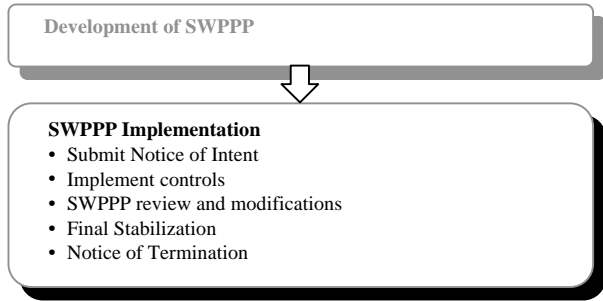 Development of SWPPP
SWPPP Implementation
• Submit Notice of Intent
• Implement controls
• SWPPP review and modifications
• Final Stabilization
• Notice of Termination